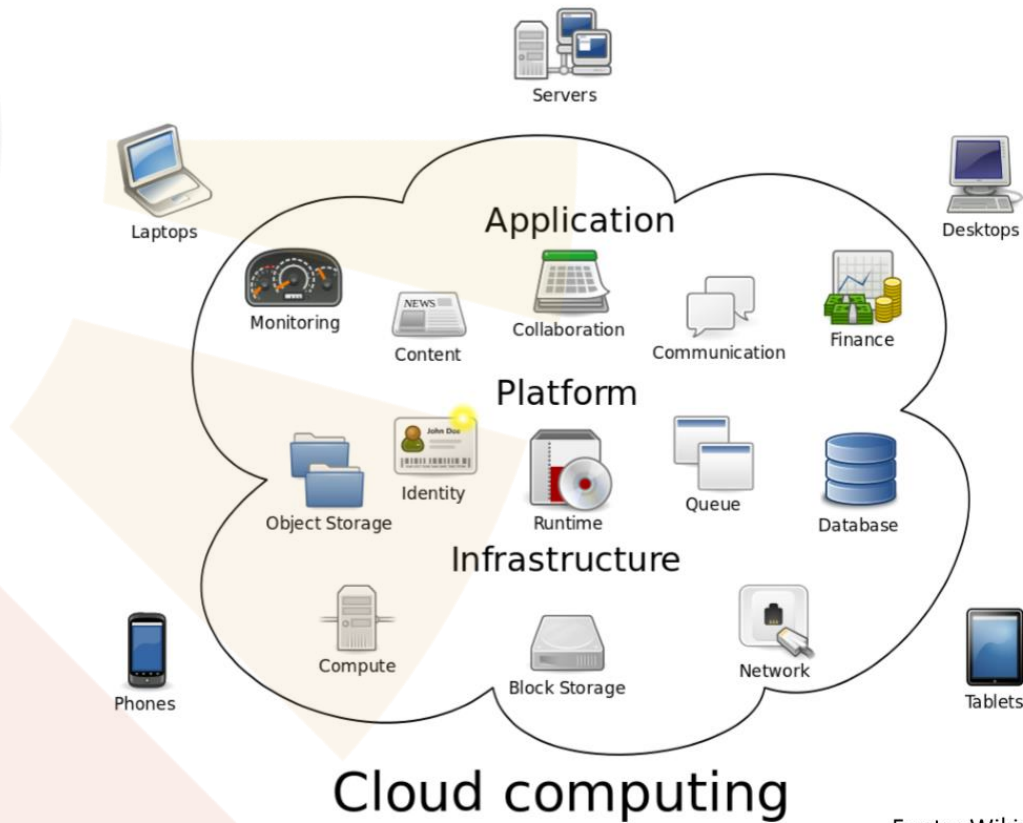 Servers
Laptops
Desktops
Application
Monitoring
NEWS
Content
Collaboration
Communication
Finance
Platform
Object Storage
John Doe
Identity
Runtime
Queue
Database
Infrastructure
Compute
Block Storage
Network
Phones
Tablets
Cloud computing